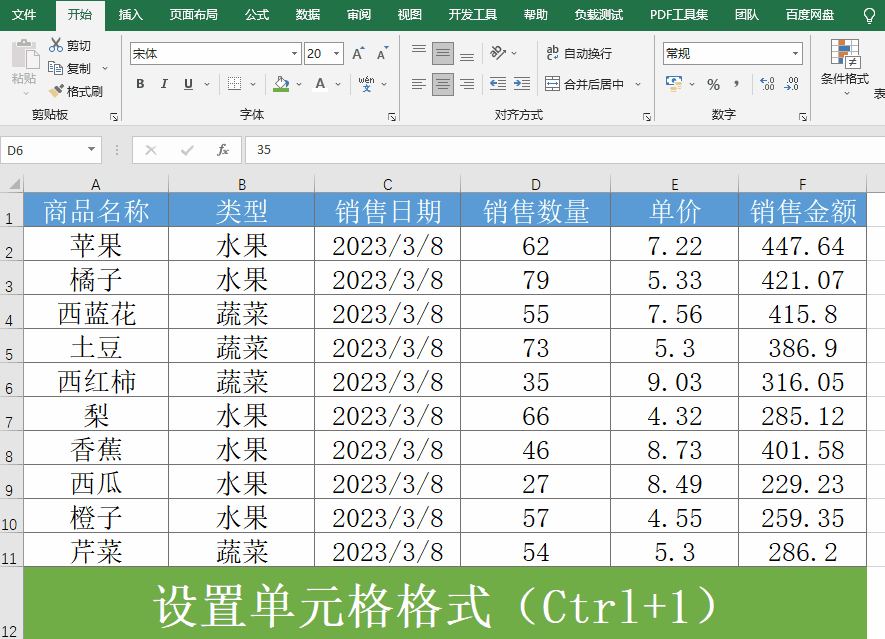 文件 开始 插入 页面布局 公式 数据 审阅 视图 开发工具 帮助 负载测试 PDF工具集 团队 百度网盘
粘贴 剪切 复制 格式刷 剪贴板
宋体 20 A A
B I U A wén 文 字体
ab c 自动换行
合并后居中 对齐方式
常规
% , .0 .00 .00 .0 数字
条件格式 表
D6 fx 35
A B C D E F
1 商品名称 类型 销售日期 销售数量 单价 销售金额
2 苹果 水果 2023/3/8 62 7.22 447.64
3 橘子 水果 2023/3/8 79 5.33 421.07
4 西蓝花 蔬菜 2023/3/8 55 7.56 415.8
5 土豆 蔬菜 2023/3/8 73 5.3 386.9
6 西红柿 蔬菜 2023/3/8 35 9.03 316.05
7 梨 水果 2023/3/8 66 4.32 285.12
8 香蕉 水果 2023/3/8 46 8.73 401.58
9 西瓜 水果 2023/3/8 27 8.49 229.23
10 橙子 水果 2023/3/8 57 4.55 259.35
11 芹菜 蔬菜 2023/3/8 54 5.3 286.2
12 设置单元格格式（Ctrl+1）